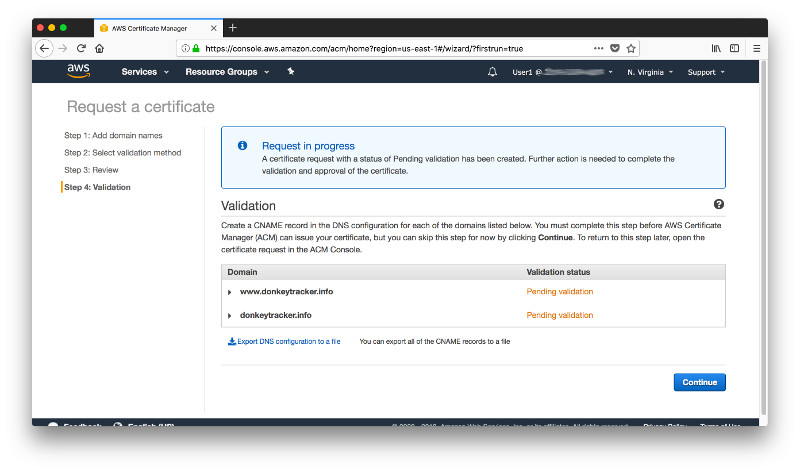 AWS Certificate Manager
https://console.aws.amazon.com/acm/home?region=us-east-1#/wizard/?firstrun=true
aws Services Resource Groups User1 @ N. Virginia Support
Request a certificate
Step 1: Add domain names
Step 2: Select validation method
Step 3: Review
Step 4: Validation
Request in progress
A certificate request with a status of Pending validation has been created. Further action is needed to complete the
validation and approval of the certificate.
Validation
Create a CNAME record in the DNS configuration for each of the domains listed below. You must complete this step before AWS Certificate
Manager (ACM) can issue your certificate, but you can skip this step for now by clicking Continue. To return to this step later, open the
certificate request in the ACM Console.
Domain Validation status
www.donkeytracker.info Pending validation
donkeytracker.info Pending validation
Export DNS configuration to a file You can export all of the CNAME records to a file
Continue
Feedback English (US) Amazon Web Services, Inc. or its affiliates. All rights reserved. Privacy Policy Terms of Use